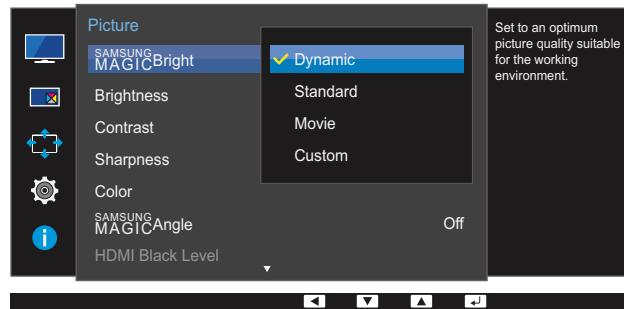 Picture
SAMSUNG
MAGICBright
Brightness
Contrast
Sharpness
Color
SAMSUNG
MAGICAngle
Off
HDMI Black Level
Dynamic
Standard
Movie
Custom
Set to an optimum
picture quality suitable
for the working
environment.